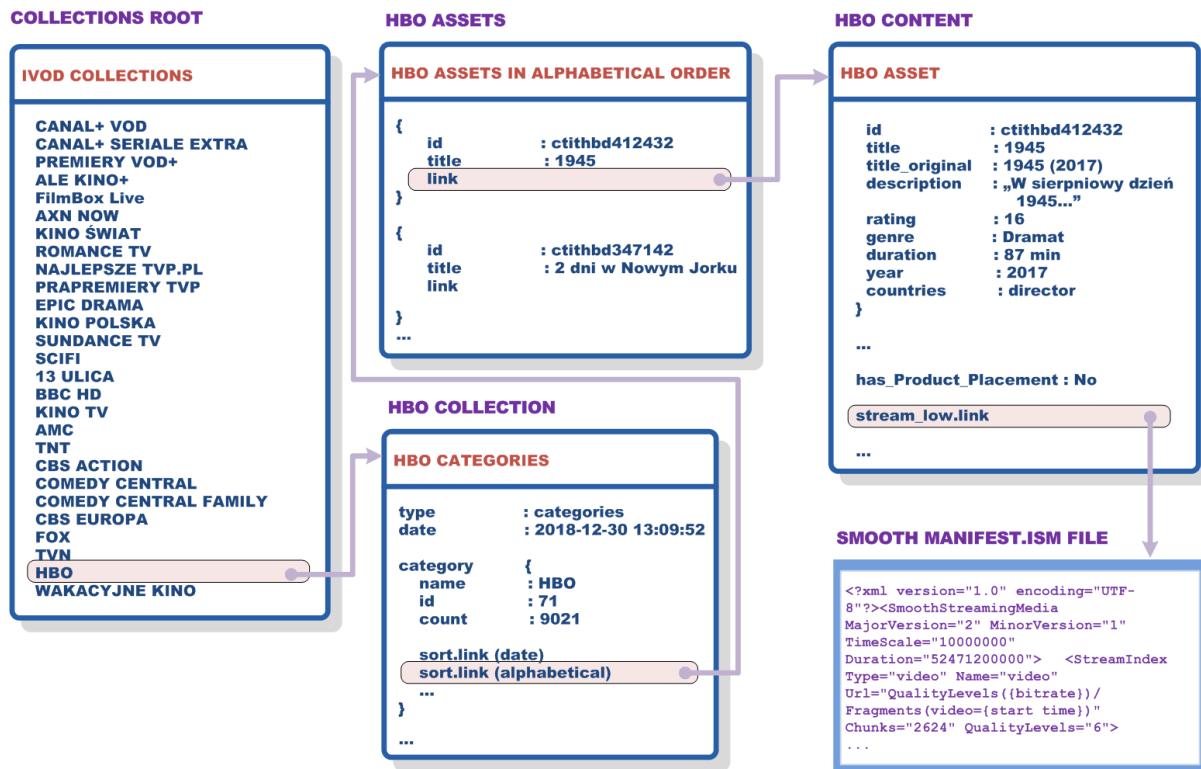 COLLECTIONS ROOT
IVOD COLLECTIONS
CANAL+ VOD
CANAL+ SERIALE EXTRA
PREMIERY VOD+
ALE KINO+
FilmBox Live
AXN NOW
KINO ŚWIAT
ROMANCE TV
NAJLEPSZE TVP.PL
PRAPREMIERY TVP
EPIC DRAMA
KINO POLSKA
SUNDANCE TV
SCIFI
13 ULICA
BBC HD
KINO TV
AMC
TNT
CBS ACTION
COMEDY CENTRAL
COMEDY CENTRAL FAMILY
CBS EUROPA
FOX
TVN
HBO
WAKACYJNE KINO
HBO ASSETS
HBO ASSETS IN ALPHABETICAL ORDER
{
id : ctithbd412432
title : 1945
link
}
{
id : ctithbd347142
title : 2 dni w Nowym Jorku
link
}
...
HBO COLLECTION
HBO CATEGORIES
type : categories
date : 2018-12-30 13:09:52
category {
name : HBO
id : 71
count : 9021
sort.link (date)
sort.link (alphabetical)
...
}
...
HBO CONTENT
HBO ASSET
id : ctithbd412432
title : 1945
title_original : 1945 (2017)
description : „W sierpniowy dzień
1945...”
rating : 16
genre : Dramat
duration : 87 min
year : 2017
countries : director
}
...
has_Product_Placement : No
stream_low.link
...
SMOOTH MANIFEST.ISM FILE
<?xml version="1.0" encoding="UTF-
8"?><SmoothStreamingMedia
MajorVersion="2" MinorVersion="1"
TimeScale="10000000"
Duration="52471200000"> <StreamIndex
Type="video" Name="video"
Url="QualityLevels({bitrate})/
Fragments(video={start time})"
Chunks="2624" QualityLevels="6">
...